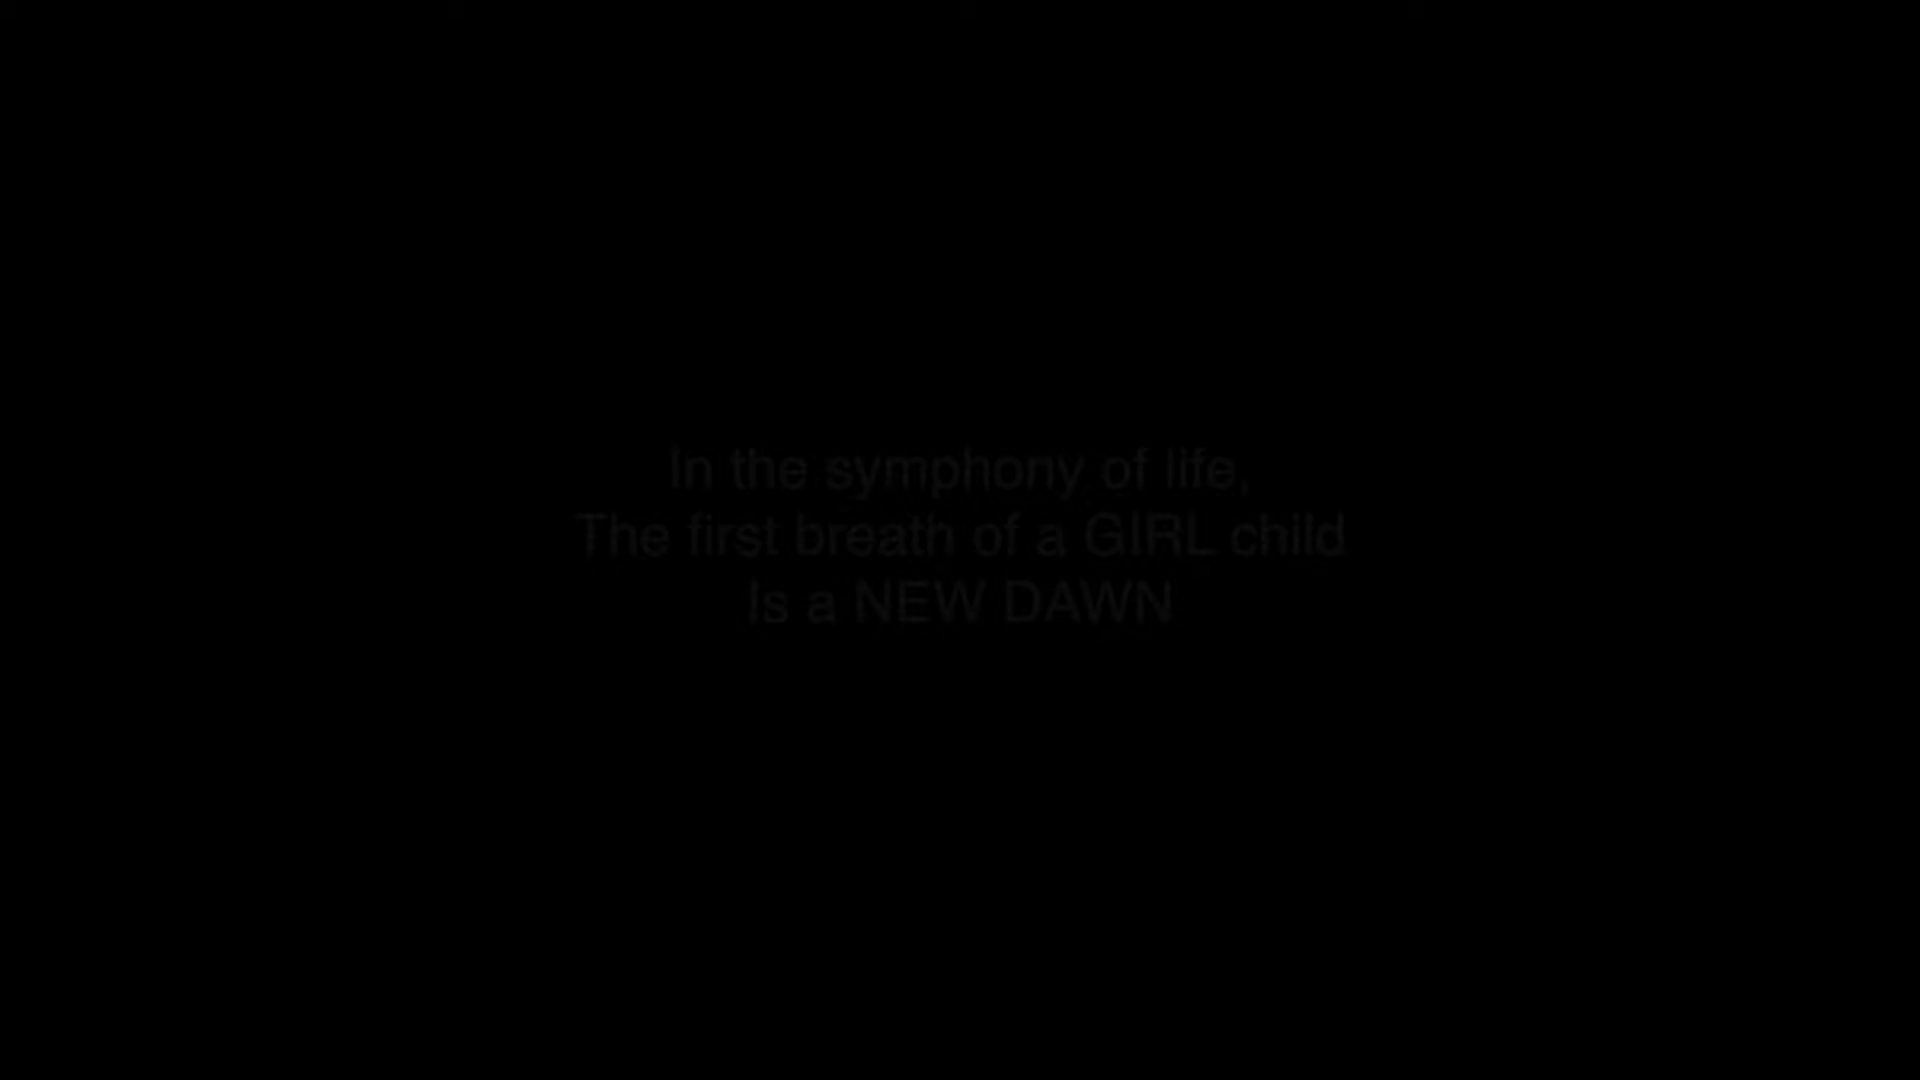 In the symphony of life,
The first breath of a GIRL child
Is a NEW DAWN